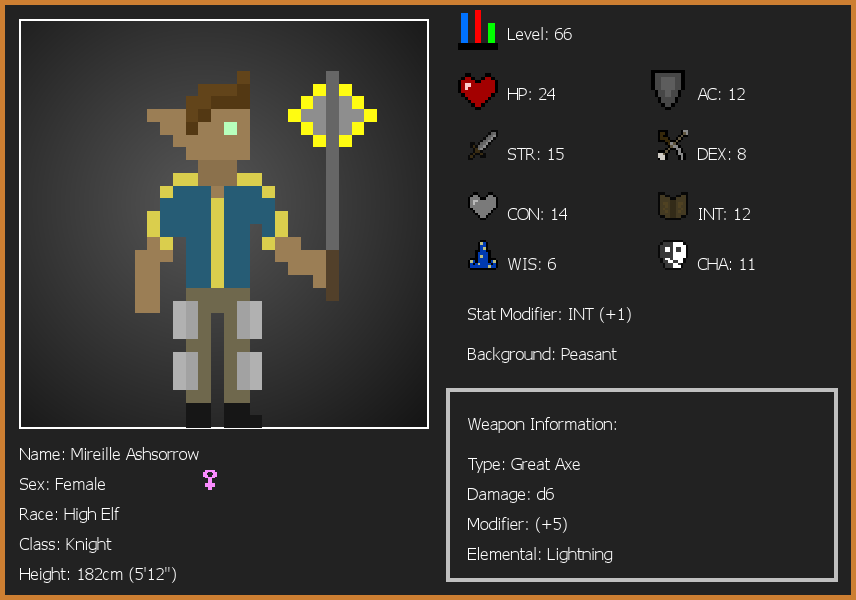 Level: 66
HP: 24
AC: 12
STR: 15
DEX: 8
CON: 14
INT: 12
WIS: 6
CHA: 11
Stat Modifier: INT (+1)
Background: Peasant
Weapon Information:
Type: Great Axe
Damage: d6
Modifier: (+5)
Elemental: Lightning
Name: Mireille Ashsorrow
Sex: Female
Race: High Elf
Class: Knight
Height: 182cm (5'12")